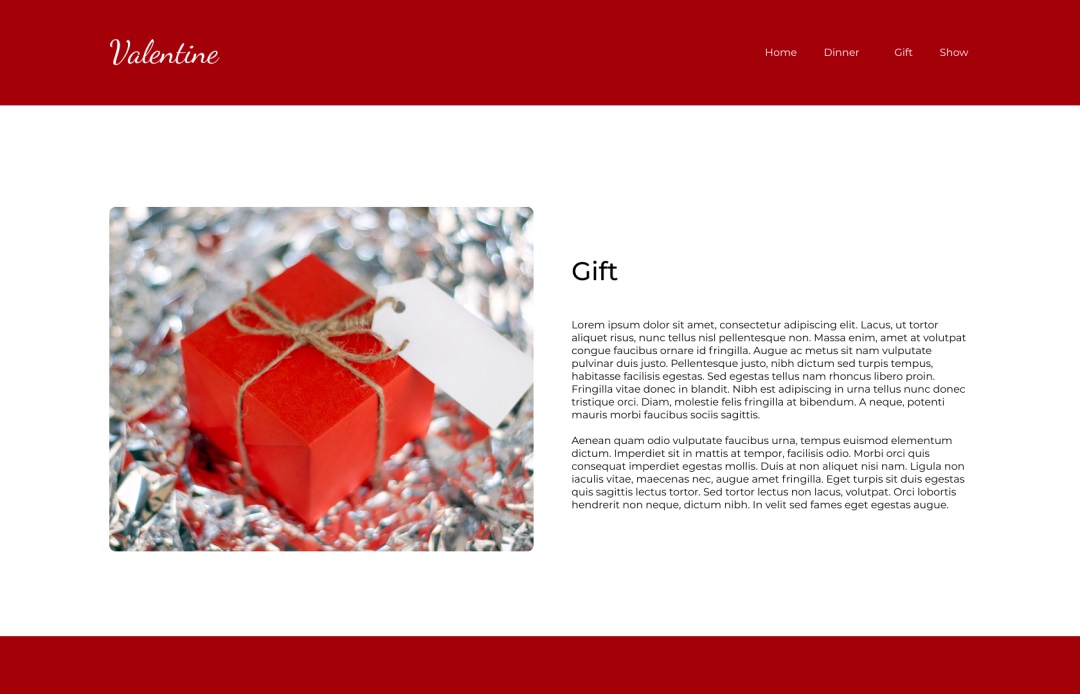 Valentine
Home Dinner Gift Show
Gift
Lorem ipsum dolor sit amet, consectetur adipiscing elit. Lacus, ut tortor
aliquet risus, nunc tellus nisl pellentesque non. Massa enim, amet at volutpat
congue faucibus ornare id fringilla. Augue ac metus sit nam vulputate
pulvinar duis justo. Pellentesque justo, nibh dictum sed turpis tempus,
habitasse facilisis egestas. Sed egestas tellus nam rhoncus libero proin.
Fringilla vitae donec in blandit. Nibh est adipiscing in urna tellus nunc donec
tristique orci. Diam, molestie felis fringilla at bibendum. A neque, potenti
mauris morbi faucibus sociis sagittis.
Aenean quam odio vulputate faucibus urna, tempus euismod elementum
dictum. Imperdiet sit in mattis at tempor, facilisis odio. Morbi orci quis
consequat imperdiet egestas mollis. Duis at non aliquet nisi nam. Ligula non
iaculis vitae, maecenas nec, augue amet fringilla. Eget turpis sit duis egestas
quis sagittis lectus tortor. Sed tortor lectus non lacus, volutpat. Orci lobortis
hendrerit non neque, dictum nibh. In velit sed fames eget egestas augue.